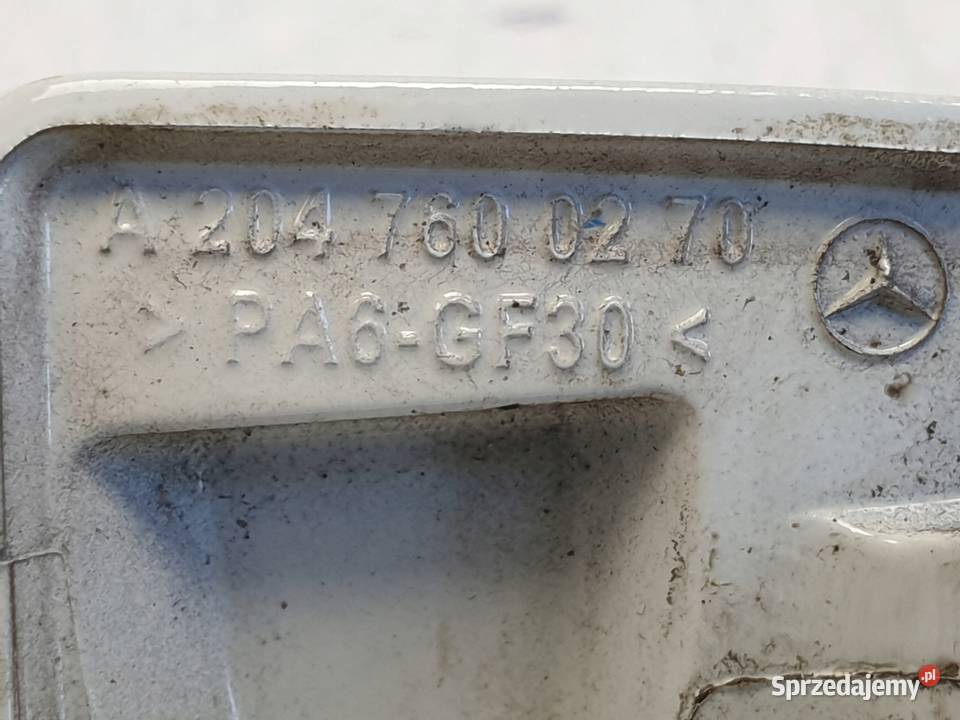 A 204 760 02 70
> PA6-GF30 <
Sprzedajemy.pl